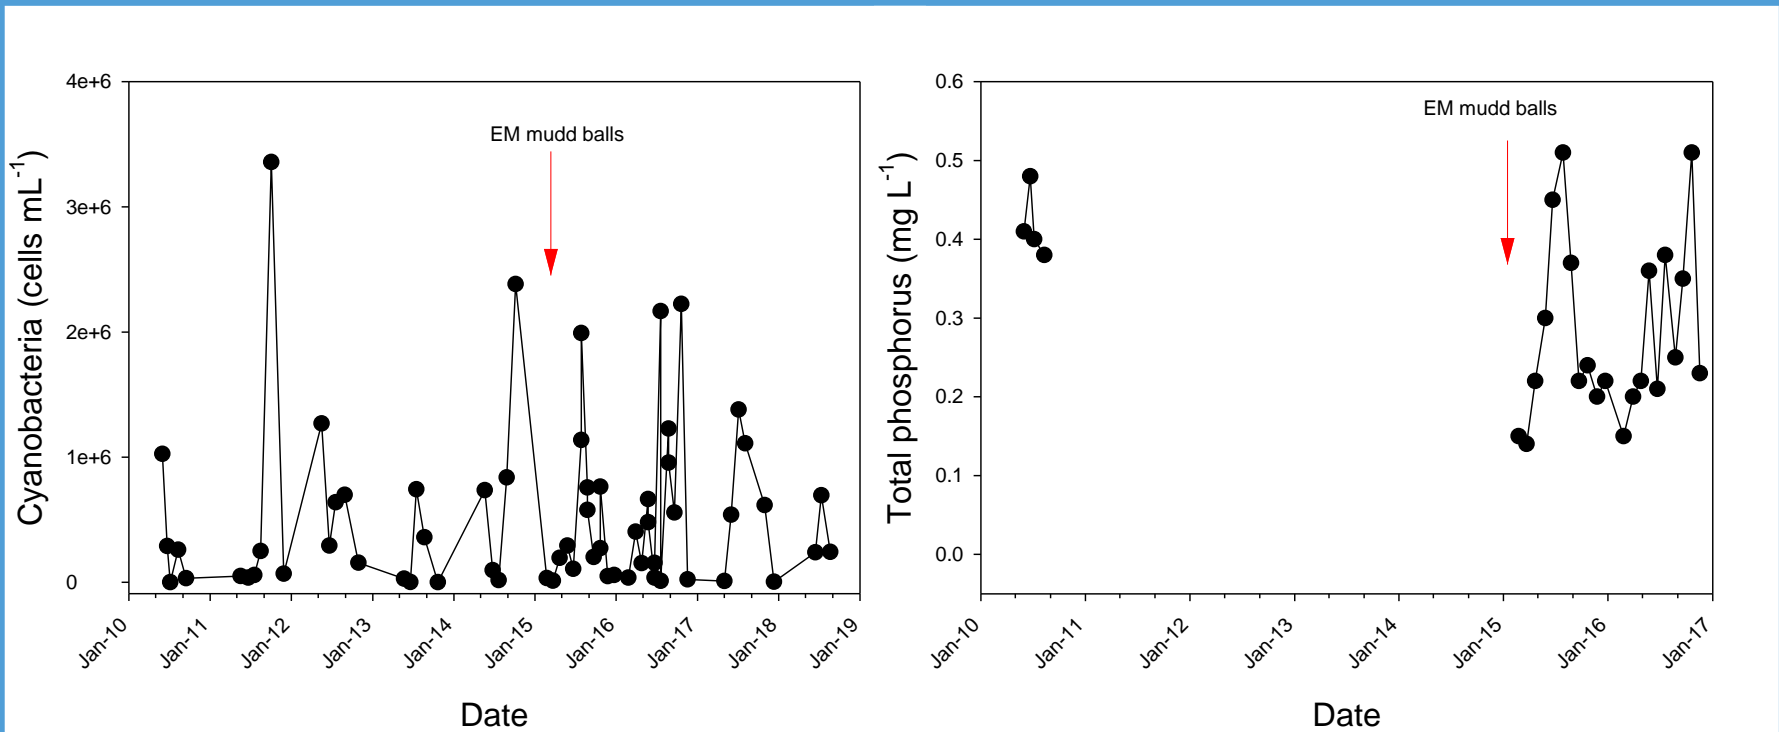 4e+6
3e+6
2e+6
1e+6
0
Cyanobacteria (cells mL-1)
EM mudd balls
Jan-10
Jan-11
Jan-12
Jan-13
Jan-14
Jan-15
Jan-16
Jan-17
Jan-18
Jan-19
Date
0.6
0.5
0.4
0.3
0.2
0.1
0.0
Total phosphorus (mg L-1)
EM mudd balls
Jan-10
Jan-11
Jan-12
Jan-13
Jan-14
Jan-15
Jan-16
Jan-17
Date